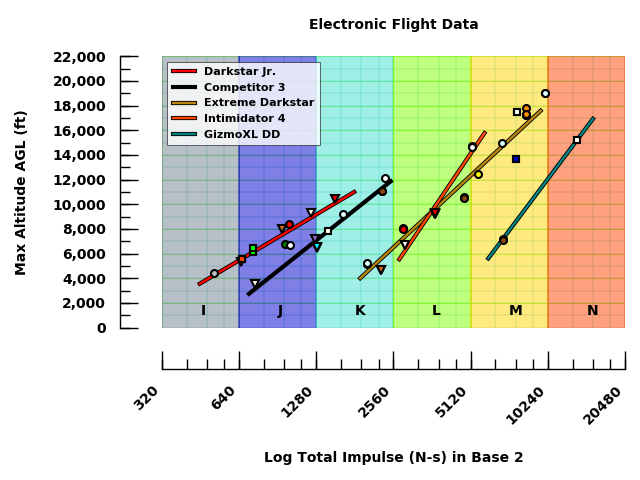 Electronic Flight Data
Max Altitude AGL (ft)
22,000
20,000
18,000
16,000
14,000
12,000
10,000
8,000
6,000
4,000
2,000
0
Darkstar Jr.
Competitor 3
Extreme Darkstar
Intimidator 4
GizmoXL DD
I J K L M N
320 640 1280 2560 5120 10240 20480
Log Total Impulse (N-s) in Base 2